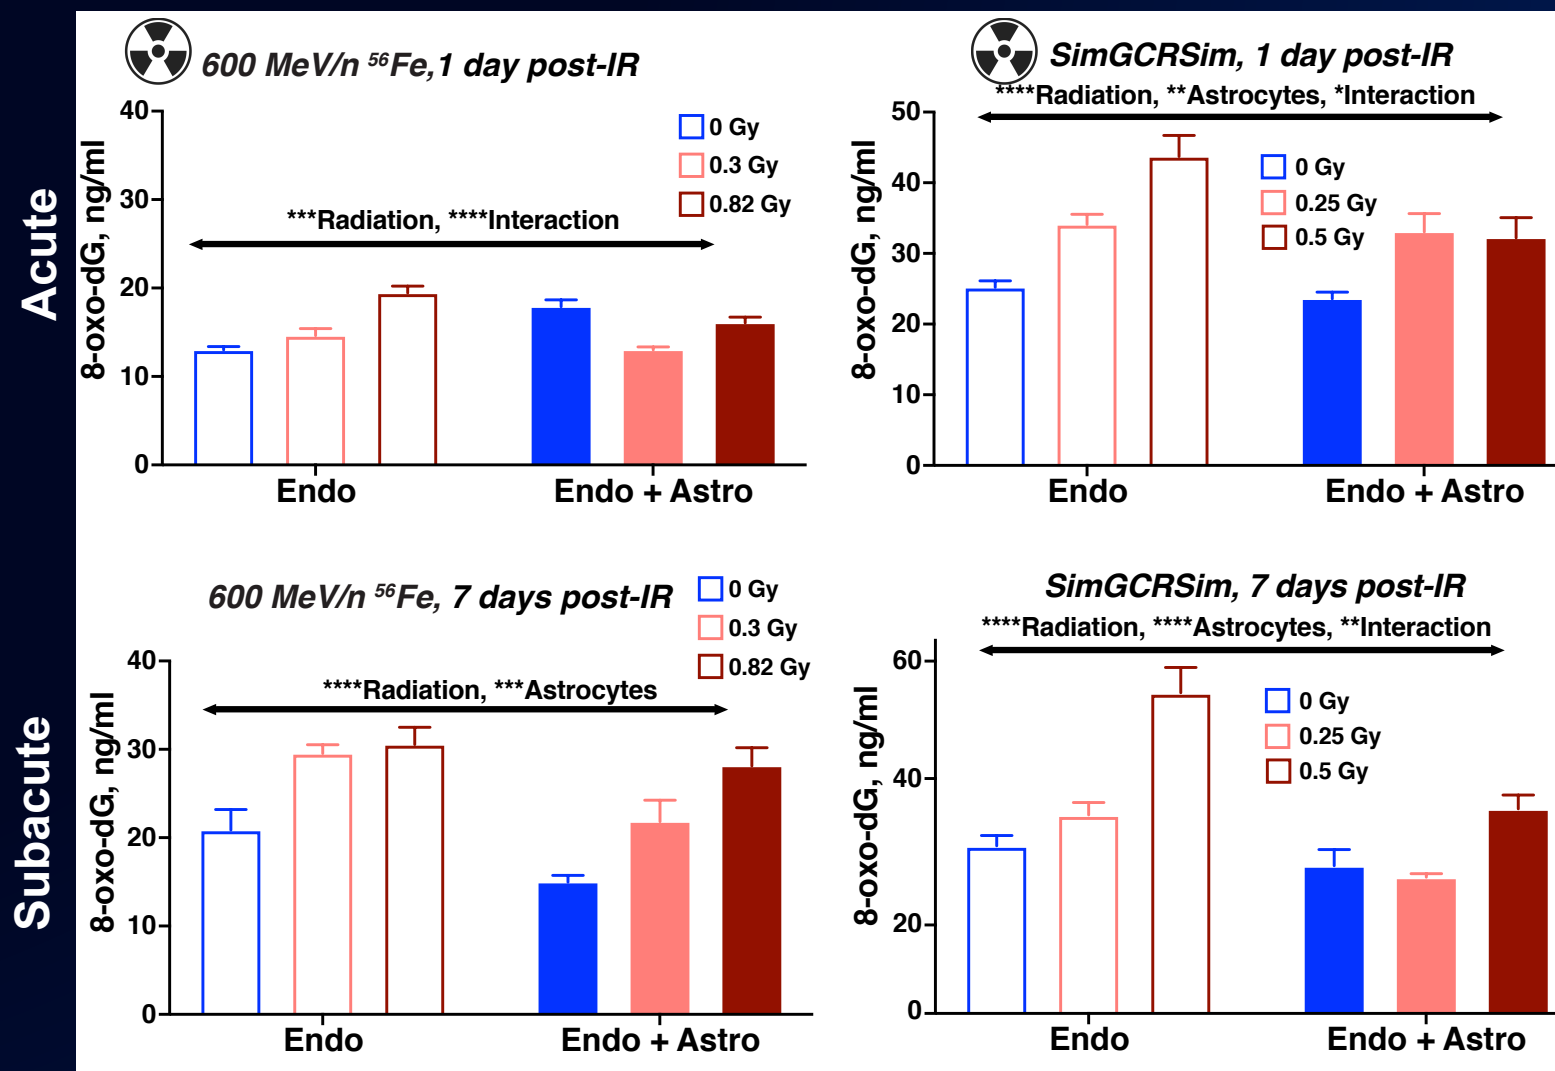 Acute
600 MeV/n ⁵⁶Fe,1 day post-IR
40
30
20
10
0
8-oxo-dG, ng/ml
0 Gy
0.3 Gy
0.82 Gy
***Radiation, ****Interaction
Endo
Endo + Astro
SimGCRSim, 1 day post-IR
****Radiation, **Astrocytes, *Interaction
50
40
30
20
10
0
8-oxo-dG, ng/ml
0 Gy
0.25 Gy
0.5 Gy
Endo
Endo + Astro
Subacute
600 MeV/n ⁵⁶Fe, 7 days post-IR
0 Gy
0.3 Gy
0.82 Gy
40
30
20
10
0
8-oxo-dG, ng/ml
****Radiation, ***Astrocytes
Endo
Endo + Astro
SimGCRSim, 7 days post-IR
****Radiation, ****Astrocytes, **Interaction
60
40
20
0
8-oxo-dG, ng/ml
0 Gy
0.25 Gy
0.5 Gy
Endo
Endo + Astro